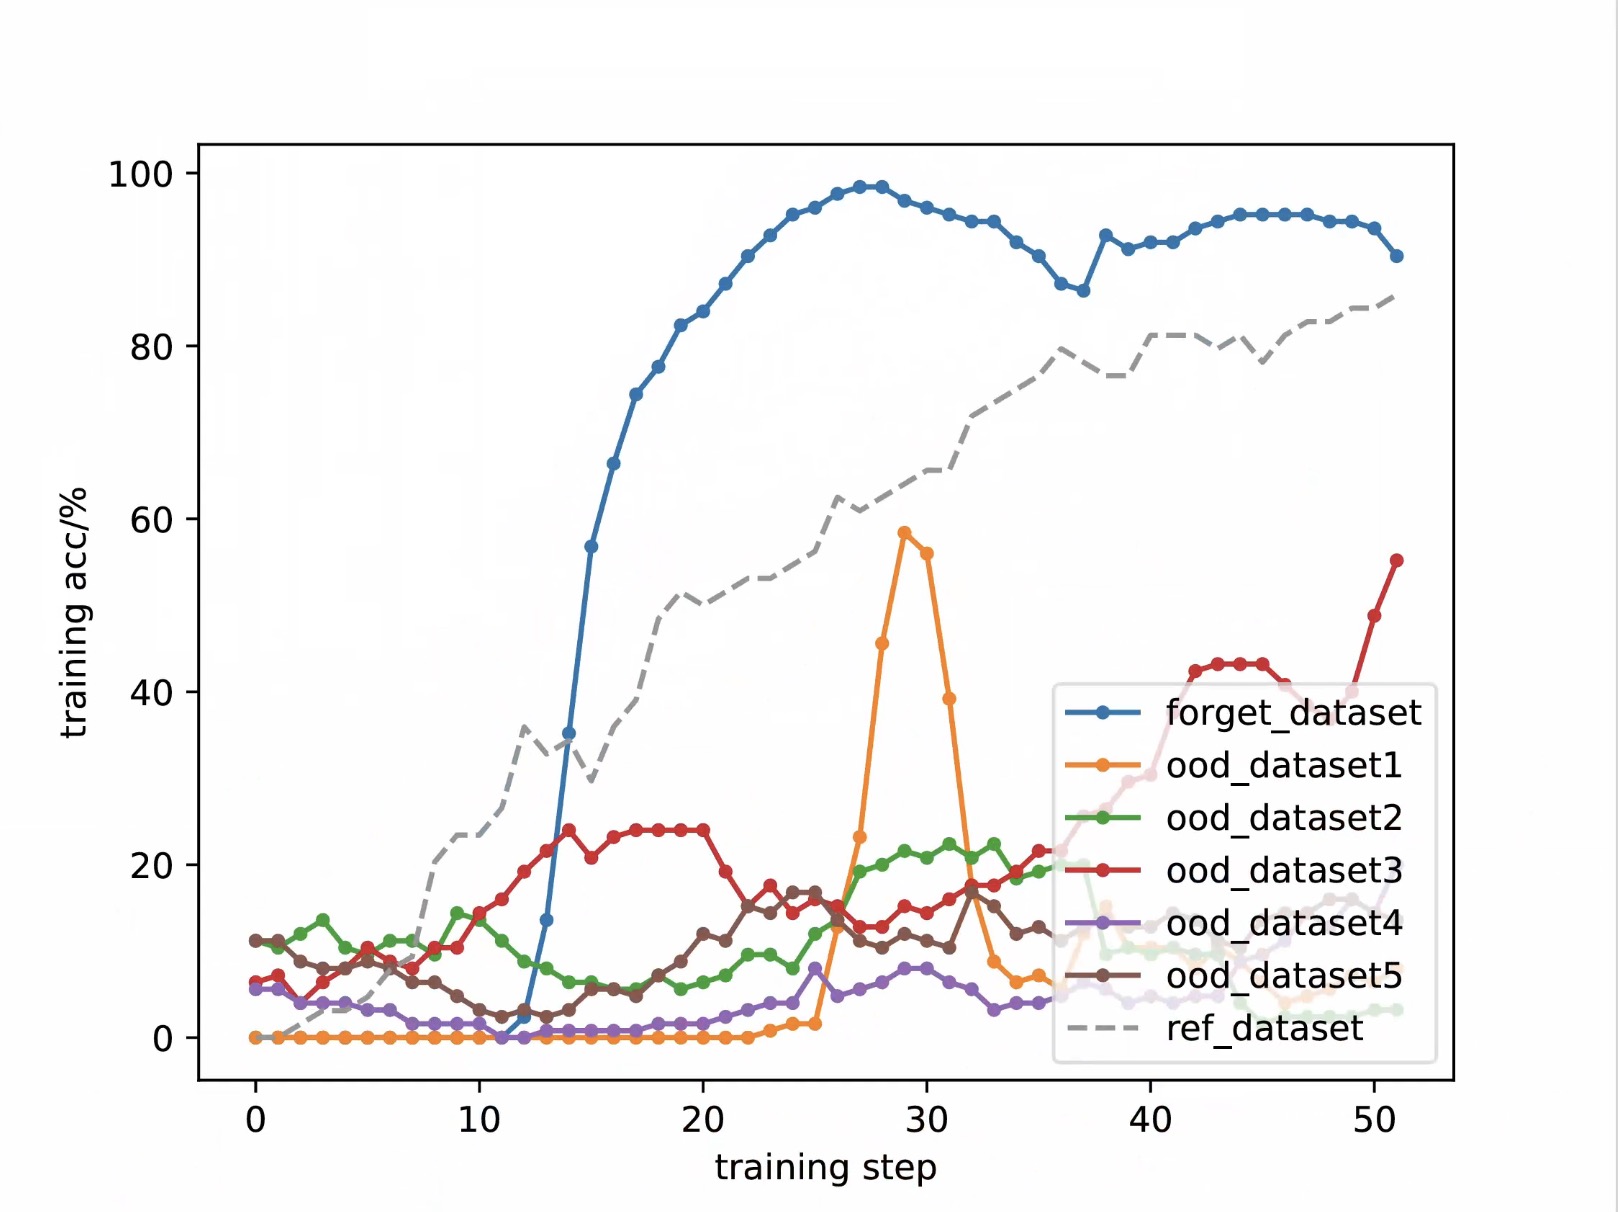 100
80
60
40
20
0
training acc/%
forget_dataset
ood_dataset1
ood_dataset2
ood_dataset3
ood_dataset4
ood_dataset5
ref_dataset
0 10 20 30 40 50
training step